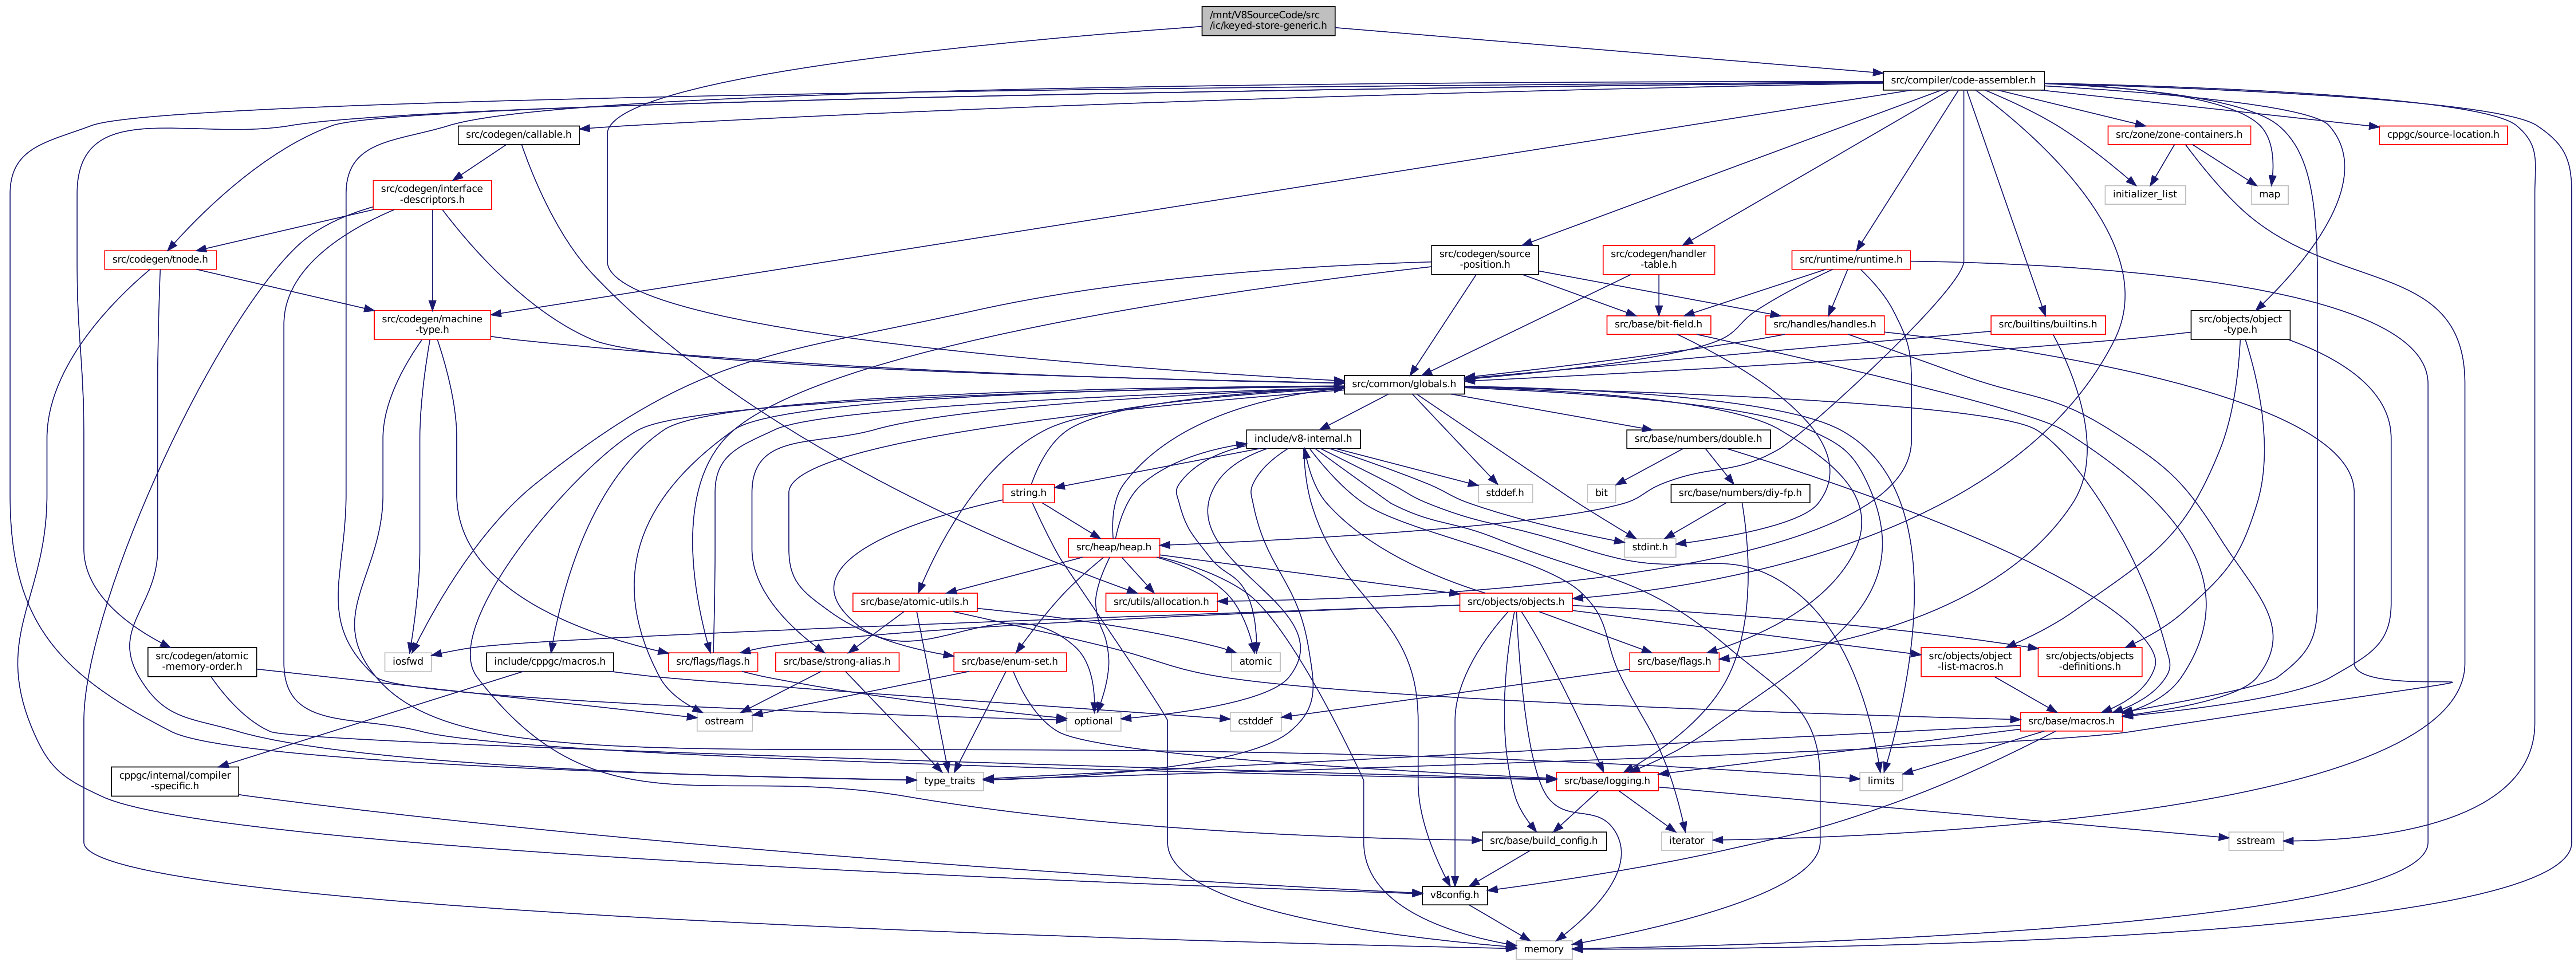 /mnt/V8SourceCode/src
/ic/keyed-store-generic.h
src/compiler/code-assembler.h
src/codegen/callable.h
src/zone/zone-containers.h
cppgc/source-location.h
src/codegen/interface
-descriptors.h
initializer_list
map
src/codegen/tnode.h
src/codegen/source
-position.h
src/codegen/handler
-table.h
src/runtime/runtime.h
src/codegen/machine
-type.h
src/base/bit-field.h
src/handles/handles.h
src/builtins/builtins.h
src/objects/object
-type.h
src/common/globals.h
include/v8-internal.h
src/base/numbers/double.h
string.h
stddef.h
bit
src/base/numbers/diy-fp.h
src/heap/heap.h
stdint.h
src/base/atomic-utils.h
src/utils/allocation.h
src/objects/objects.h
src/codegen/atomic
-memory-order.h
iosfwd
include/cppgc/macros.h
src/flags/flags.h
src/base/strong-alias.h
src/base/enum-set.h
atomic
src/base/flags.h
src/objects/object
-list-macros.h
src/objects/objects
-definitions.h
ostream
optional
cstddef
src/base/macros.h
cppgc/internal/compiler
-specific.h
type_traits
src/base/logging.h
limits
src/base/build_config.h
iterator
sstream
v8config.h
memory